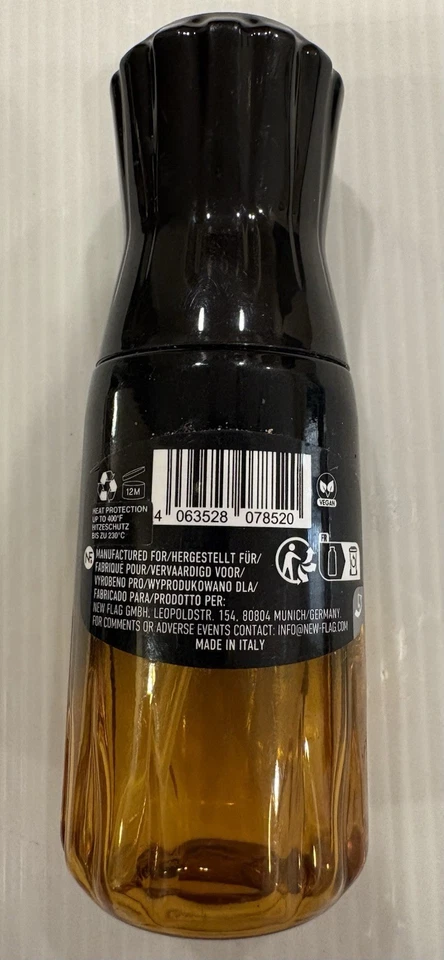 12M
4 063528 078520
VEGAN
HEAT PROTECTION
UP TO 400°F
HITZESCHUTZ
BIS ZU 230°C
FR
MANUFACTURED FOR/HERGESTELLT FÜR/
FABRIQUÉ POUR/VERVAARDIGD VOOR/
VYROBENO PRO/WYPRODUKOWANO DLA/
FABRICADO PARA/PRODOTTO PER:
NEW FLAG GMBH, LEOPOLDSTR. 154, 80804 MUNICH/GERMANY.
FOR COMMENTS OR ADVERSE EVENTS CONTACT: INFO@NEW-FLAG.COM
MADE IN ITALY